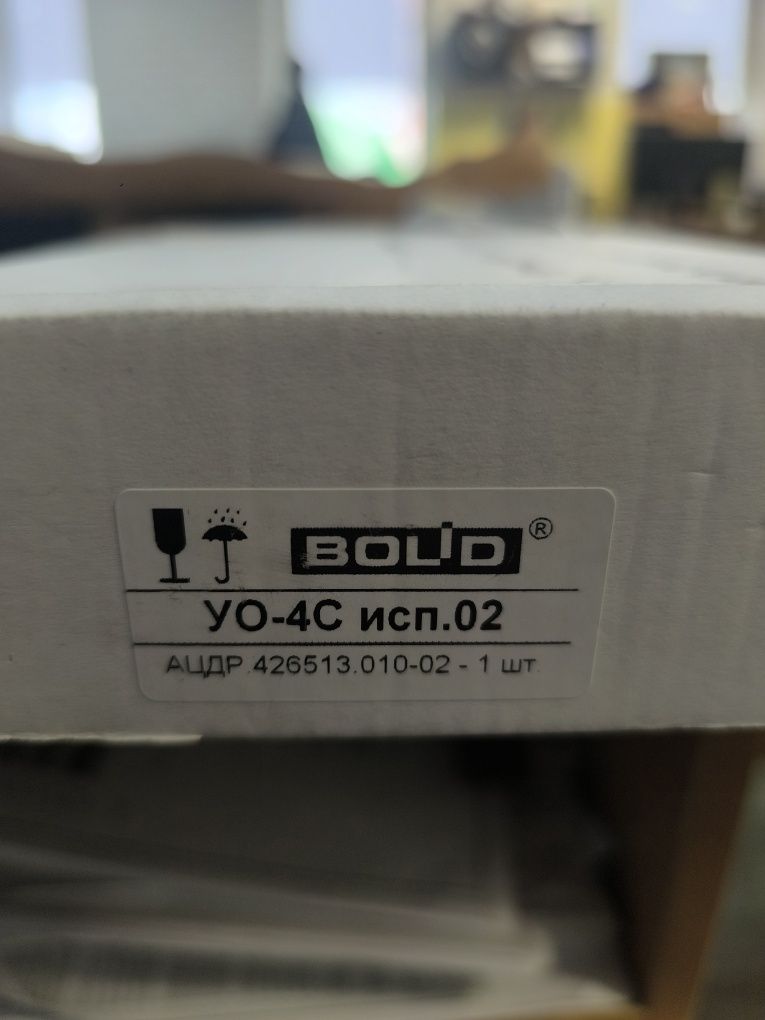 BOLID ®
УО-4С исп.02
АЦДР.426513.010-02 - 1 шт.